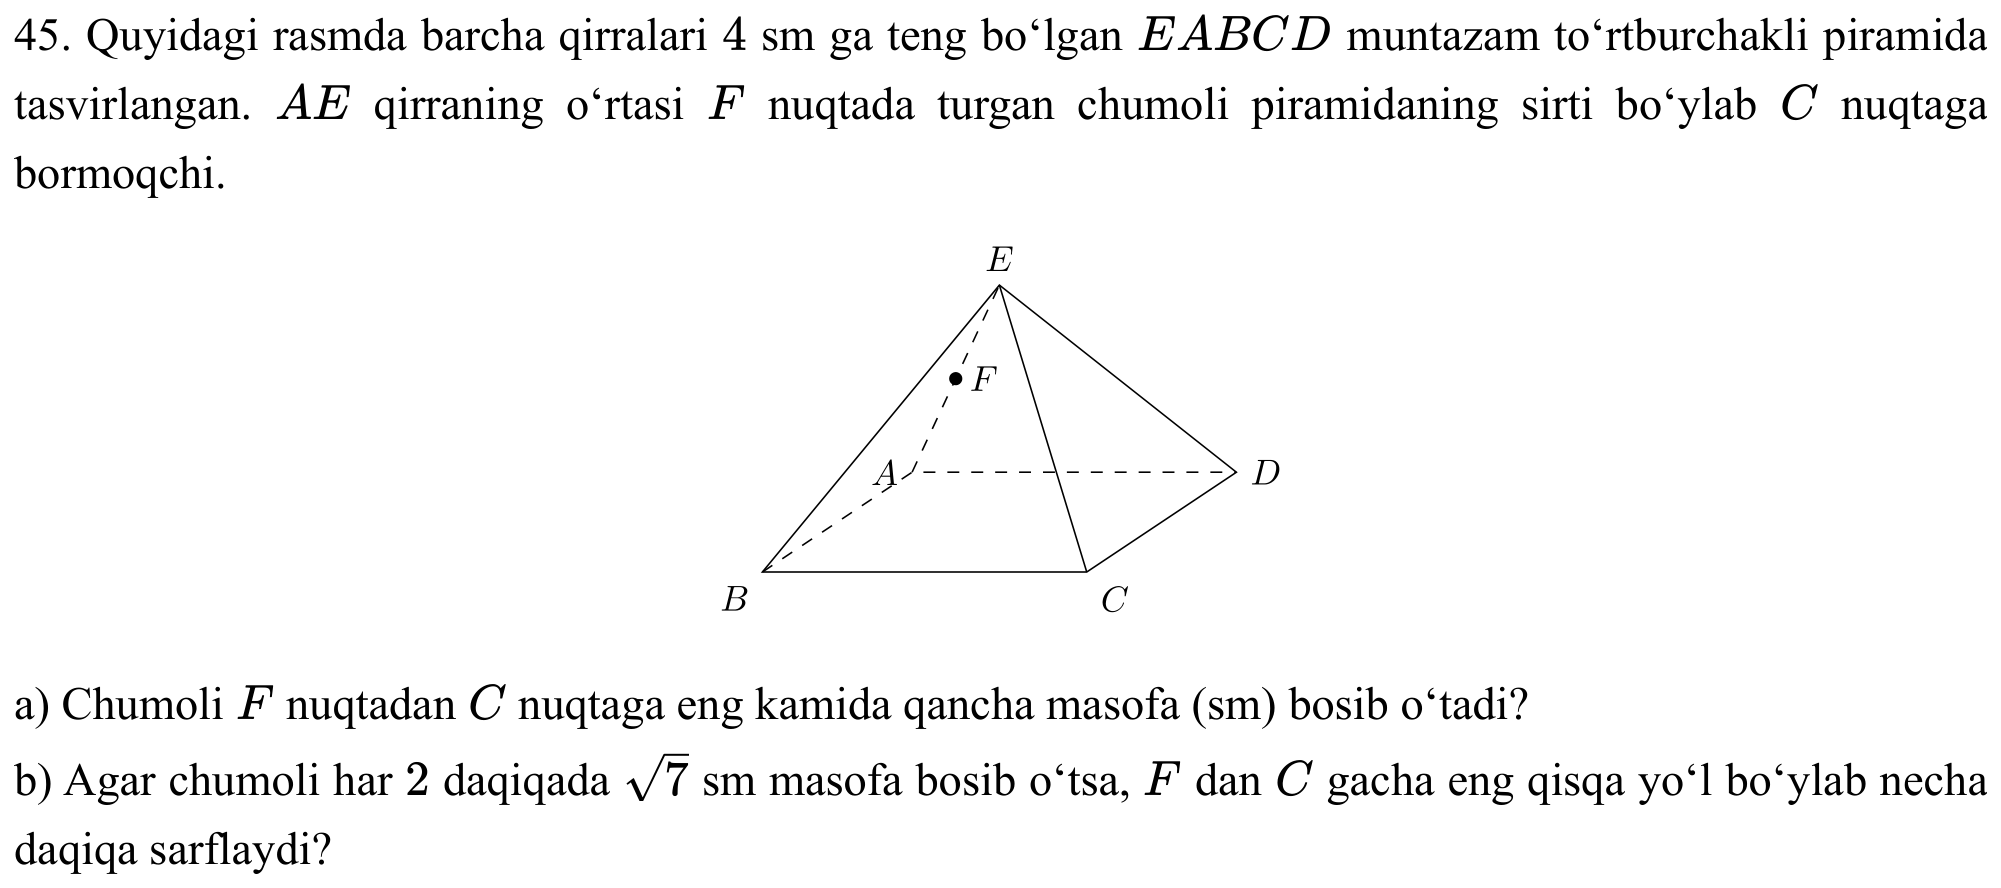 45. Quyidagi rasmda barcha qirralari 4 sm ga teng bo‘lgan EABCD muntazam to‘rtburchakli piramida
tasvirlangan. AE qirraning o‘rtasi F nuqtada turgan chumoli piramidaning sirti bo‘ylab C nuqtaga
bormoqchi.
E
F
A
D
B
C
a) Chumoli F nuqtadan C nuqtaga eng kamida qancha masofa (sm) bosib o‘tadi?
b) Agar chumoli har 2 daqiqada √7 sm masofa bosib o‘tsa, F dan C gacha eng qisqa yo‘l bo‘ylab necha
daqiqa sarflaydi?